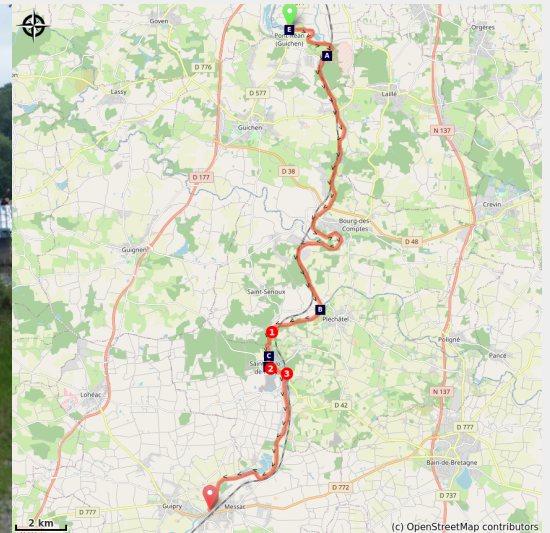 Goven
Orgères
E
Pont-Réan
(Guichen)
A
D 776
Lassy
D 577
Laillé
Guichen
N 137
D 38
D 177
Crévin
Bourg-des-
Comptes
D 48
Guignen
Saint-Senoux
B
Pléchâtel
1
Poligné
C
Pancé
2
3
N 137
Lohéac
D 42
D 777
Bain-de-Bretagne
D 772
D 737
Guipry
Messac
D 777
2 km
(c) OpenStreetMap contributors